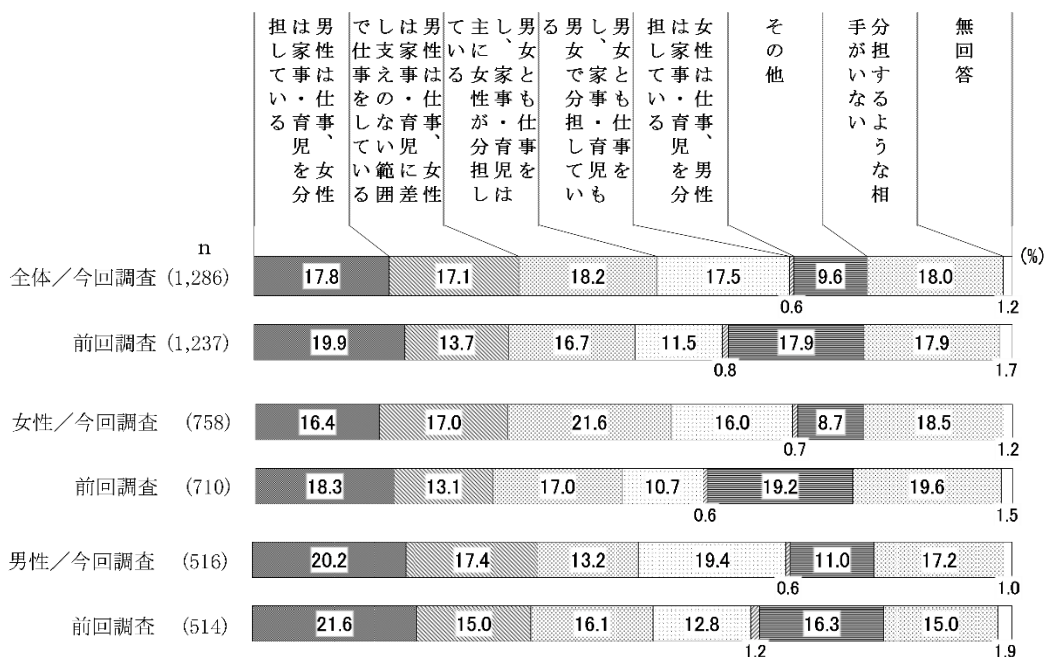 男性は仕事、女性
は家事・育児を分
担している
男性は仕事、女性
は家事・育児に差
し支えのない範囲
で仕事をしている
男女とも仕事を
し、家事・育児は
主に女性が分担し
ている
男女とも仕事を
し、家事・育児も
男女で分担してい
る
女性は仕事、男性
は家事・育児を分
担している
その他
分担するような相
手がいない
無回答
n
(%)
全体／今回調査 (1,286) 17.8 17.1 18.2 17.5 0.6 9.6 18.0 1.2
前回調査 (1,237) 19.9 13.7 16.7 11.5 0.8 17.9 17.9 1.7
女性／今回調査 (758) 16.4 17.0 21.6 16.0 0.7 8.7 18.5 1.2
前回調査 (710) 18.3 13.1 17.0 10.7 0.6 19.2 19.6 1.5
男性／今回調査 (516) 20.2 17.4 13.2 19.4 0.6 11.0 17.2 1.0
前回調査 (514) 21.6 15.0 16.1 12.8 1.2 16.3 15.0 1.9